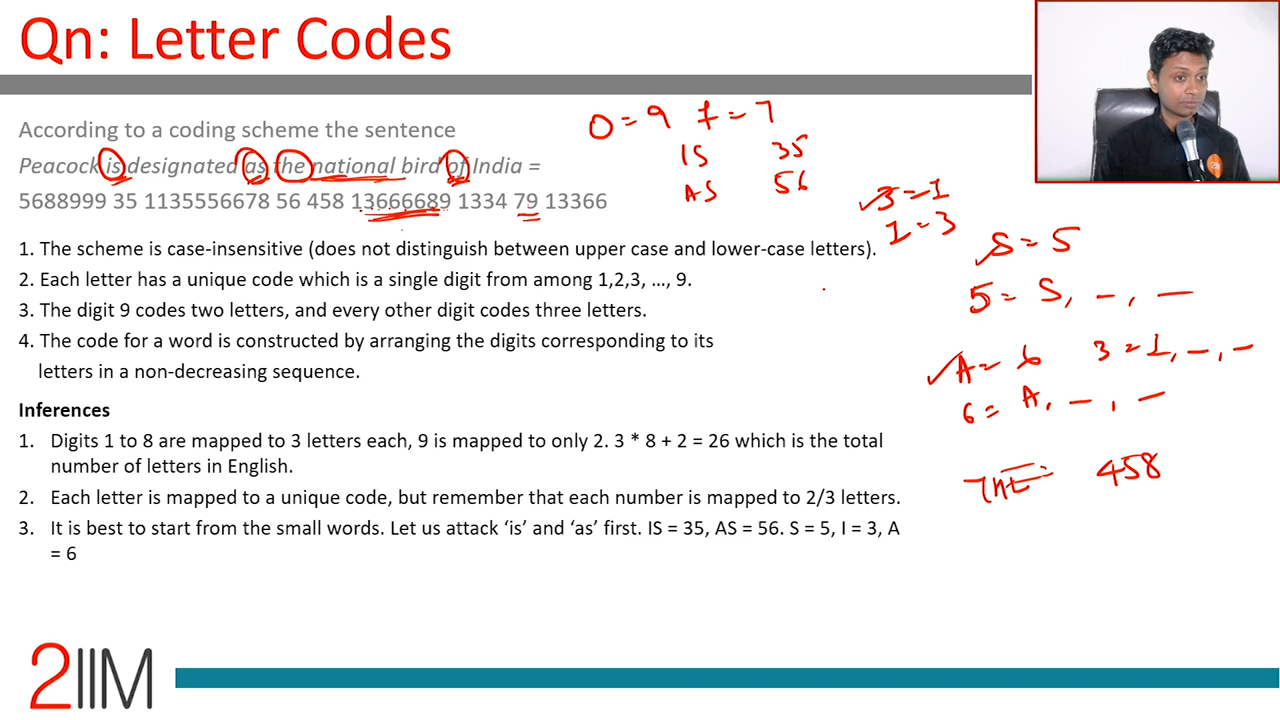 Qn: Letter Codes
According to a coding scheme the sentence
Peacock is designated as the national bird of India =
5688999 35 1135556678 56 458 13666689 1334 79 13366
1. The scheme is case-insensitive (does not distinguish between upper case and lower-case letters).
2. Each letter has a unique code which is a single digit from among 1,2,3, …, 9.
3. The digit 9 codes two letters, and every other digit codes three letters.
4. The code for a word is constructed by arranging the digits corresponding to its
letters in a non-decreasing sequence.
Inferences
1. Digits 1 to 8 are mapped to 3 letters each, 9 is mapped to only 2. 3 * 8 + 2 = 26 which is the total
number of letters in English.
2. Each letter is mapped to a unique code, but remember that each number is mapped to 2/3 letters.
3. It is best to start from the small words. Let us attack ‘is’ and ‘as’ first. IS = 35, AS = 56. S = 5, I = 3, A
= 6
O = 9 f = 7
IS 35
AS 56
3 = I
I = 3
S = 5
5 = S, –, –
A = 6 3 = I, –, –
6 = A, –, –
THE 458
2IIM